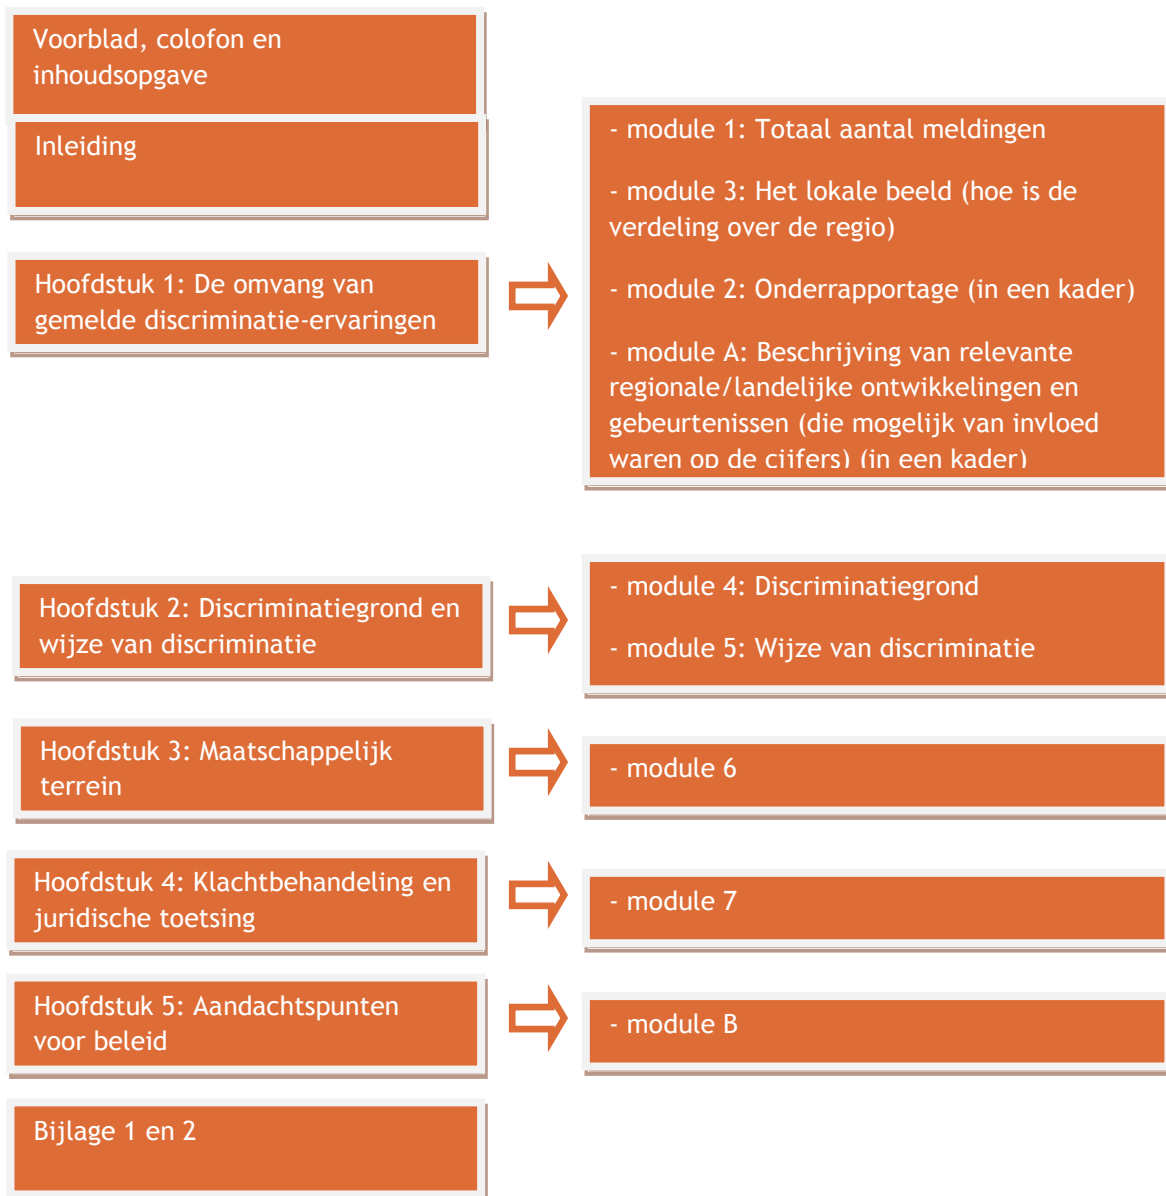 Voorblad, colofon en
inhoudsopgave
Inleiding
Hoofdstuk 1: De omvang van
gemelde discriminatie-ervaringen
- module 1: Totaal aantal meldingen
- module 3: Het lokale beeld (hoe is de
verdeling over de regio)
- module 2: Onderrapportage (in een kader)
- module A: Beschrijving van relevante
regionale/landelijke ontwikkelingen en
gebeurtenissen (die mogelijk van invloed
waren op de cijfers) (in een kader)
Hoofdstuk 2: Discriminatiegrond en
wijze van discriminatie
- module 4: Discriminatiegrond
- module 5: Wijze van discriminatie
Hoofdstuk 3: Maatschappelijk
terrein
- module 6
Hoofdstuk 4: Klachtbehandeling en
juridische toetsing
- module 7
Hoofdstuk 5: Aandachtspunten
voor beleid
- module B
Bijlage 1 en 2